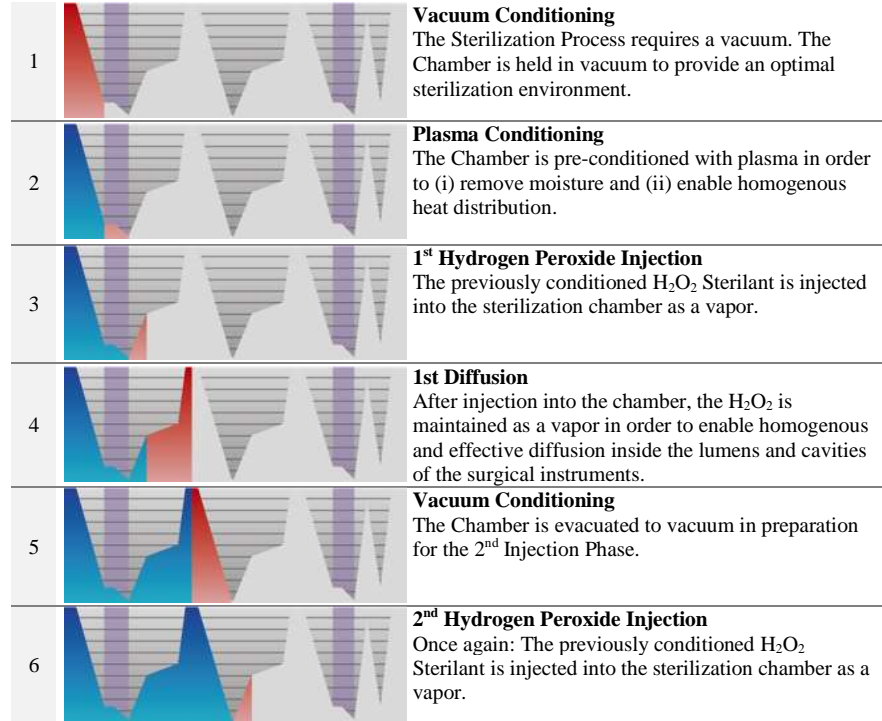 1
Vacuum Conditioning
The Sterilization Process requires a vacuum. The
Chamber is held in vacuum to provide an optimal
sterilization environment.
2
Plasma Conditioning
The Chamber is pre-conditioned with plasma in order
to (i) remove moisture and (ii) enable homogenous
heat distribution.
3
1st Hydrogen Peroxide Injection
The previously conditioned H₂O₂ Sterilant is injected
into the sterilization chamber as a vapor.
4
1st Diffusion
After injection into the chamber, the H₂O₂ is
maintained as a vapor in order to enable homogenous
and effective diffusion inside the lumens and cavities
of the surgical instruments.
5
Vacuum Conditioning
The Chamber is evacuated to vacuum in preparation
for the 2nd Injection Phase.
6
2nd Hydrogen Peroxide Injection
Once again: The previously conditioned H₂O₂
Sterilant is injected into the sterilization chamber as a
vapor.